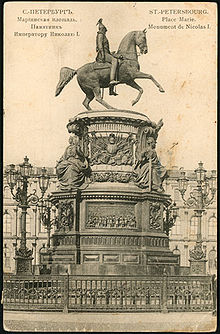 С.-ПЕТЕРБУРГЪ.
Маріинская площадь.
Памятникъ
Императору Николаю I.
ST.-PETERSBOURG.
Place Marie.
Monument de Nicolas I.